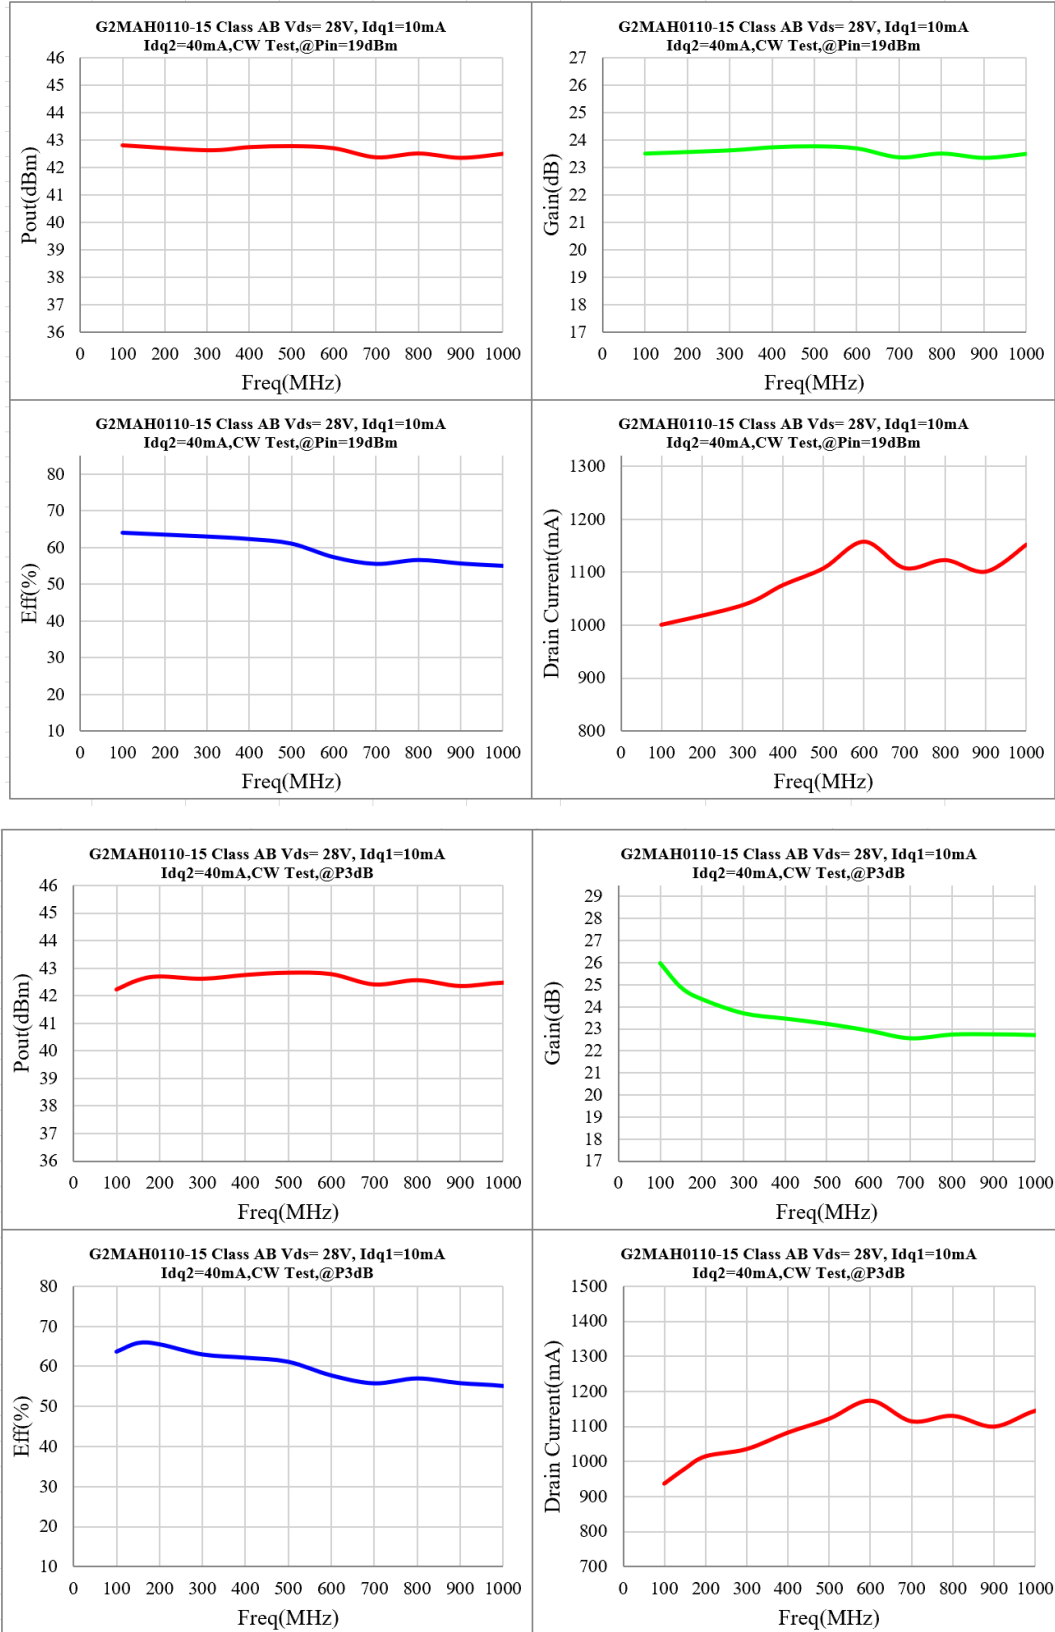 G2MAH0110-15 Class AB Vds= 28V, Idq1=10mA
Idq2=40mA,CW Test,@Pin=19dBm
Pout(dBm)
46
45
44
43
42
41
40
39
38
37
36
0 100 200 300 400 500 600 700 800 900 1000
Freq(MHz)
G2MAH0110-15 Class AB Vds= 28V, Idq1=10mA
Idq2=40mA,CW Test,@Pin=19dBm
Gain(dB)
27
26
25
24
23
22
21
20
19
18
17
0 100 200 300 400 500 600 700 800 900 1000
Freq(MHz)
G2MAH0110-15 Class AB Vds= 28V, Idq1=10mA
Idq2=40mA,CW Test,@Pin=19dBm
Eff(%)
80
70
60
50
40
30
20
10
0 100 200 300 400 500 600 700 800 900 1000
Freq(MHz)
G2MAH0110-15 Class AB Vds= 28V, Idq1=10mA
Idq2=40mA,CW Test,@Pin=19dBm
Drain Current(mA)
1300
1200
1100
1000
900
800
0 100 200 300 400 500 600 700 800 900 1000
Freq(MHz)
G2MAH0110-15 Class AB Vds= 28V, Idq1=10mA
Idq2=40mA,CW Test,@P3dB
Pout(dBm)
46
45
44
43
42
41
40
39
38
37
36
0 100 200 300 400 500 600 700 800 900 1000
Freq(MHz)
G2MAH0110-15 Class AB Vds= 28V, Idq1=10mA
Idq2=40mA,CW Test,@P3dB
Gain(dB)
29
28
27
26
25
24
23
22
21
20
19
18
17
0 100 200 300 400 500 600 700 800 900 1000
Freq(MHz)
G2MAH0110-15 Class AB Vds= 28V, Idq1=10mA
Idq2=40mA,CW Test,@P3dB
Eff(%)
80
70
60
50
40
30
20
10
0 100 200 300 400 500 600 700 800 900 1000
Freq(MHz)
G2MAH0110-15 Class AB Vds= 28V, Idq1=10mA
Idq2=40mA,CW Test,@P3dB
Drain Current(mA)
1500
1400
1300
1200
1100
1000
900
800
700
0 100 200 300 400 500 600 700 800 900 1000
Freq(MHz)